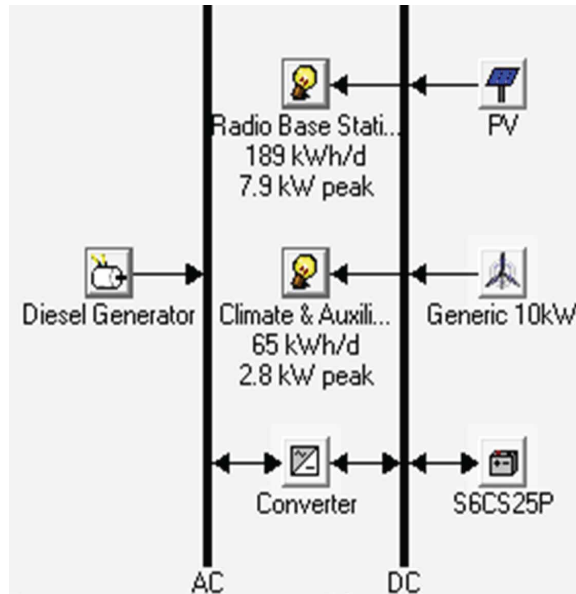 Radio Base Stati...
PV
189 kWh/d
7.9 kW peak
Diesel Generator
Climate & Auxili...
Generic 10kW
65 kWh/d
2.8 kW peak
Converter
S6CS25P
AC
DC